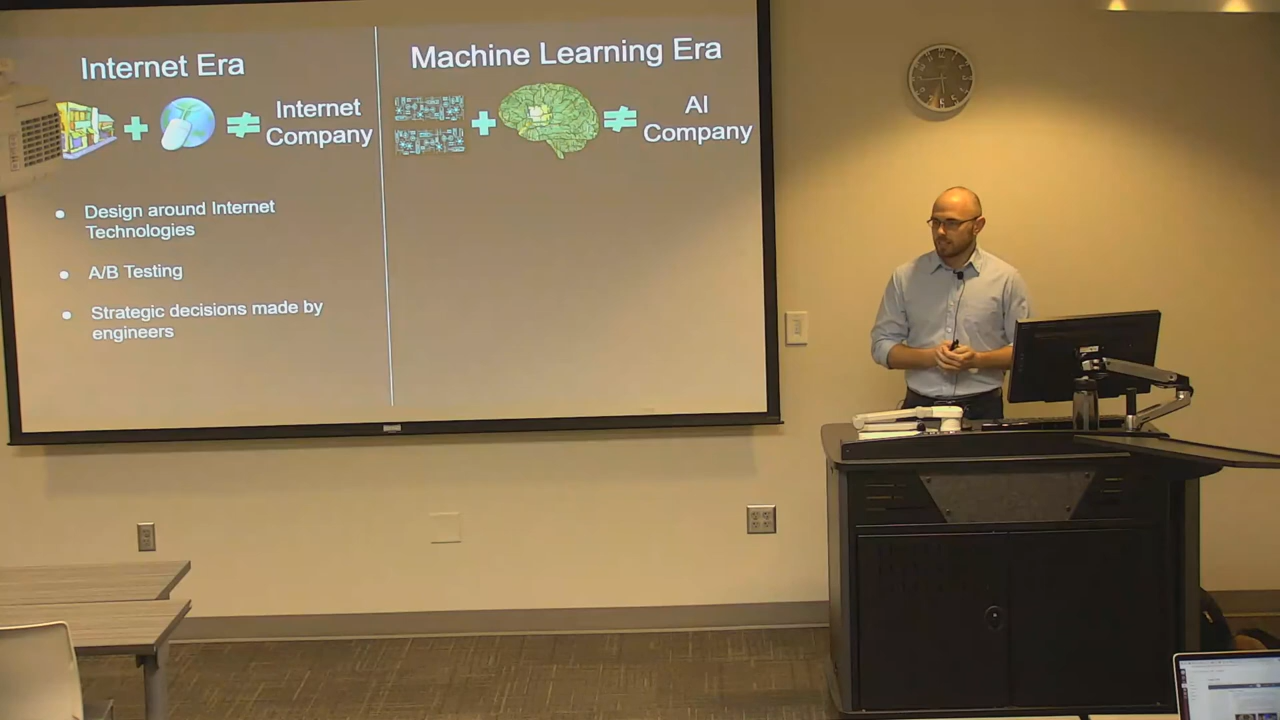 Internet Era
Internet
Company
Design around Internet
Technologies
A/B Testing
Strategic decisions made by
engineers
Machine Learning Era
AI
Company